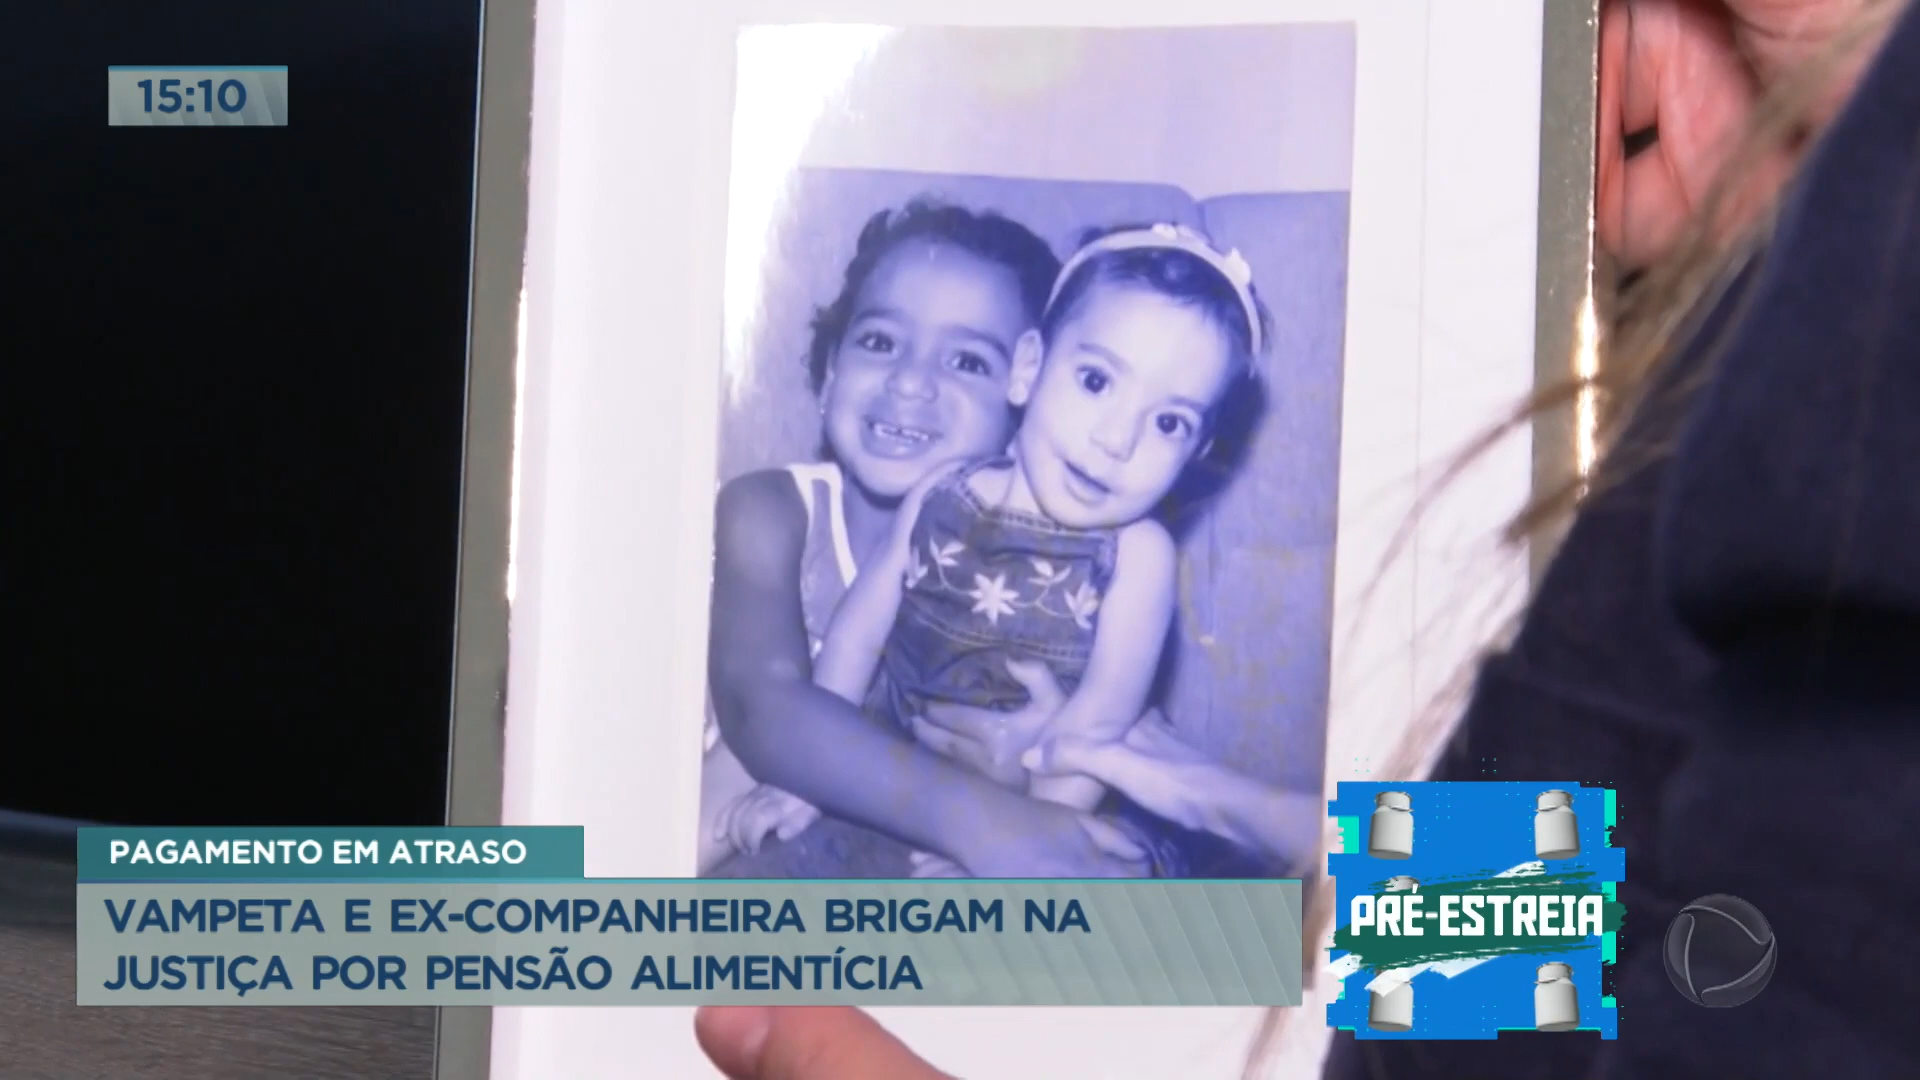 15:10
PAGAMENTO EM ATRASO
VAMPETA E EX-COMPANHEIRA BRIGAM NA
JUSTIÇA POR PENSÃO ALIMENTÍCIA
PRÉ-ESTREIA